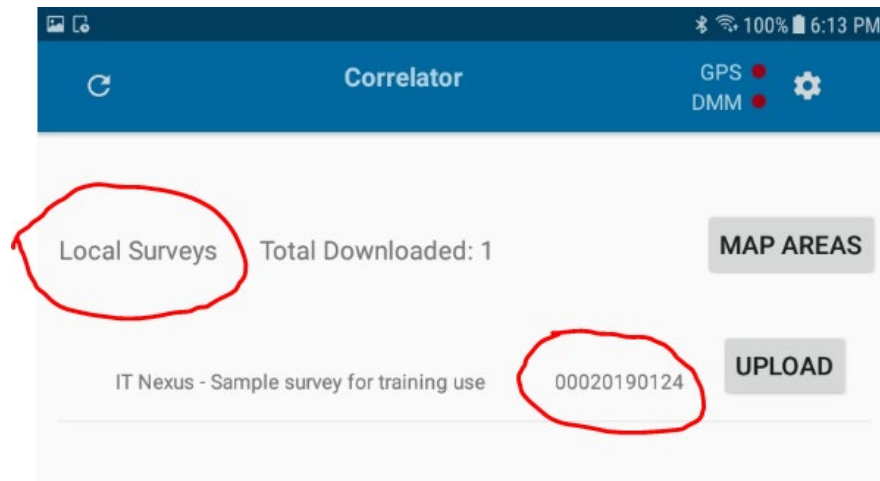 100% 6:13 PM
Correlator
GPS
DMM
Local Surveys Total Downloaded: 1 MAP AREAS
IT Nexus - Sample survey for training use 00020190124 UPLOAD